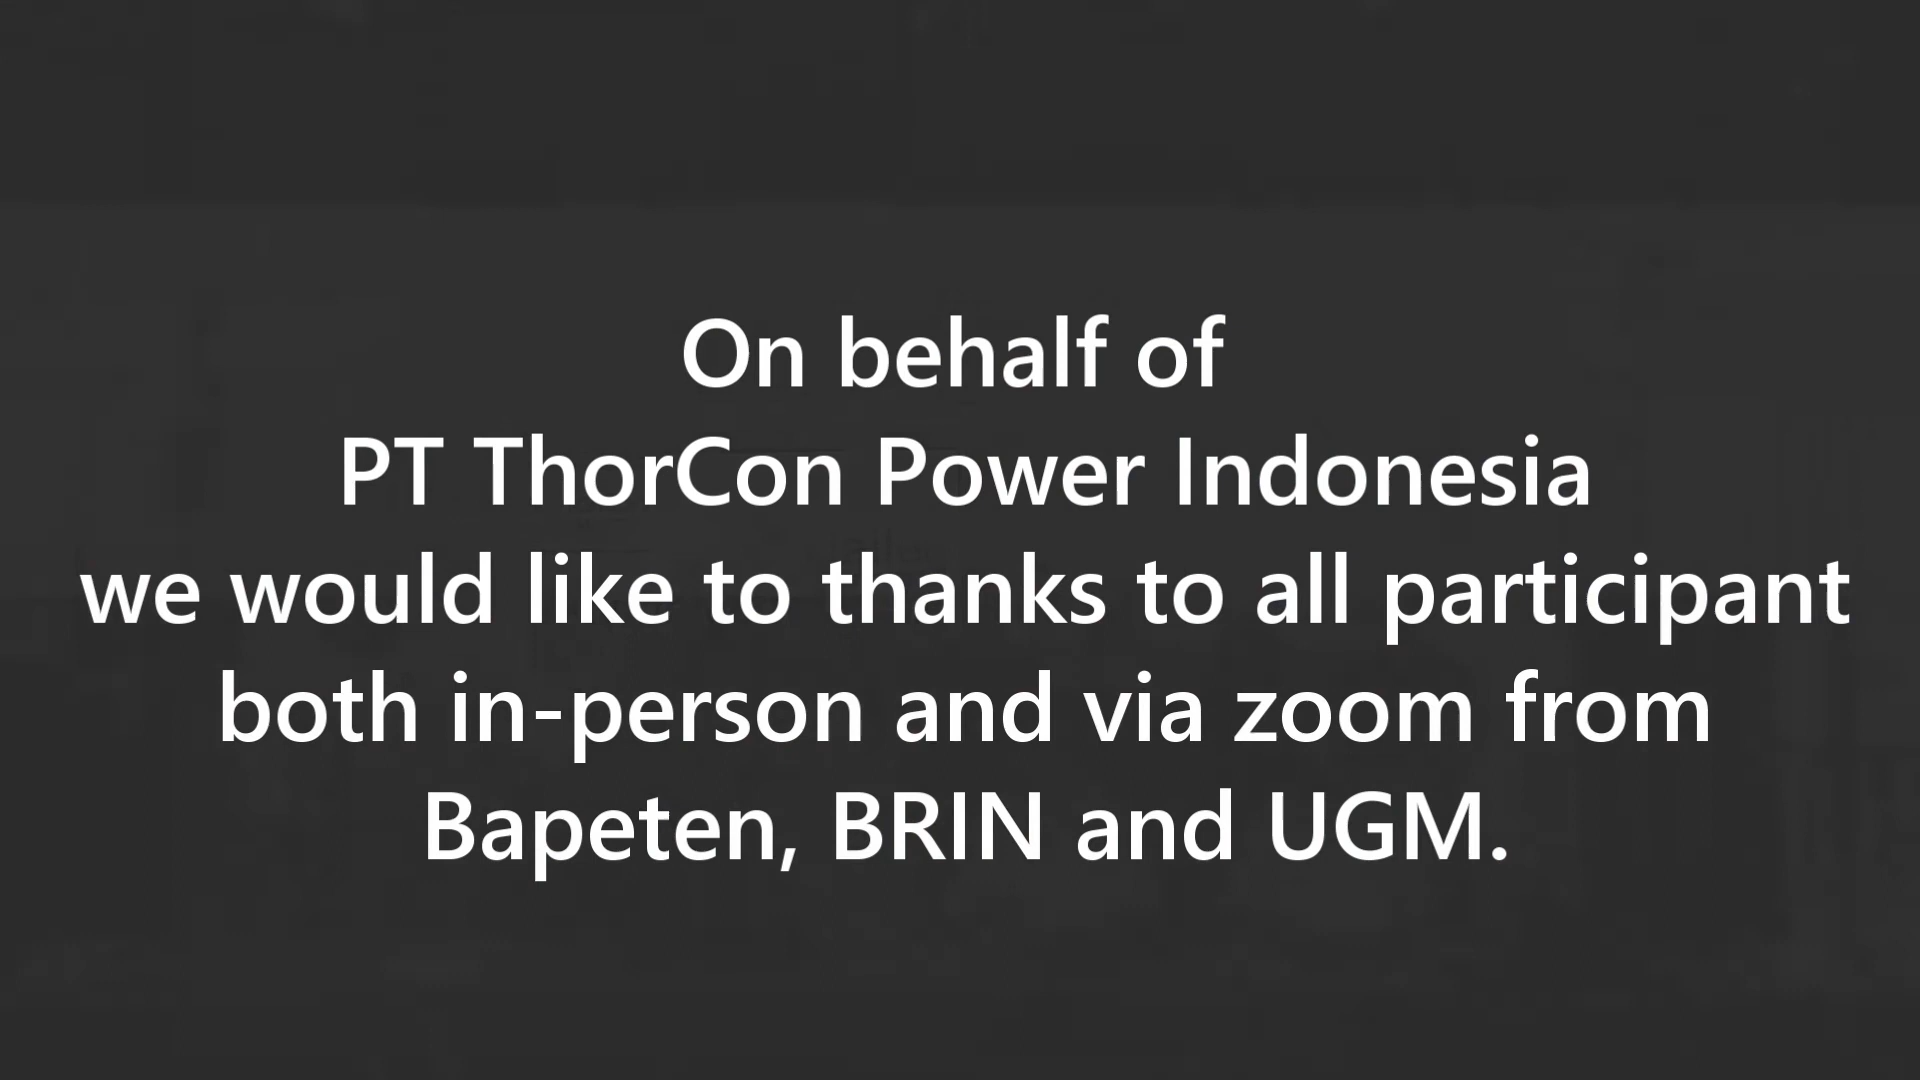 On behalf of
PT ThorCon Power Indonesia
we would like to thanks to all participant
both in-person and via zoom from
Bapeten, BRIN and UGM.